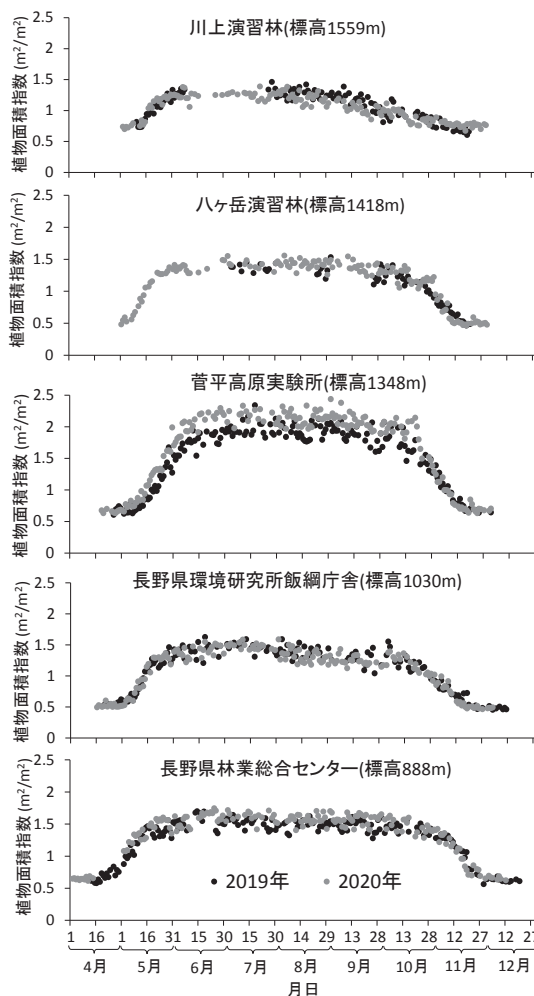 川上演習林(標高1559m)
植物面積指数 (m²/m²)
2.5
2
1.5
1
0.5
0
八ヶ岳演習林(標高1418m)
植物面積指数 (m²/m²)
2.5
2
1.5
1
0.5
0
菅平高原実験所(標高1348m)
植物面積指数 (m²/m²)
2.5
2
1.5
1
0.5
0
長野県環境研究所飯綱庁舎(標高1030m)
植物面積指数 (m²/m²)
2.5
2
1.5
1
0.5
0
長野県林業総合センター(標高888m)
植物面積指数 (m²/m²)
2.5
2
1.5
1
0.5
0
2019年 2020年
1 16 1 16 31 15 30 15 30 14 29 13 28 13 28 12 27 12 27
4月 5月 6月 7月 8月 9月 10月 11月 12月
月日